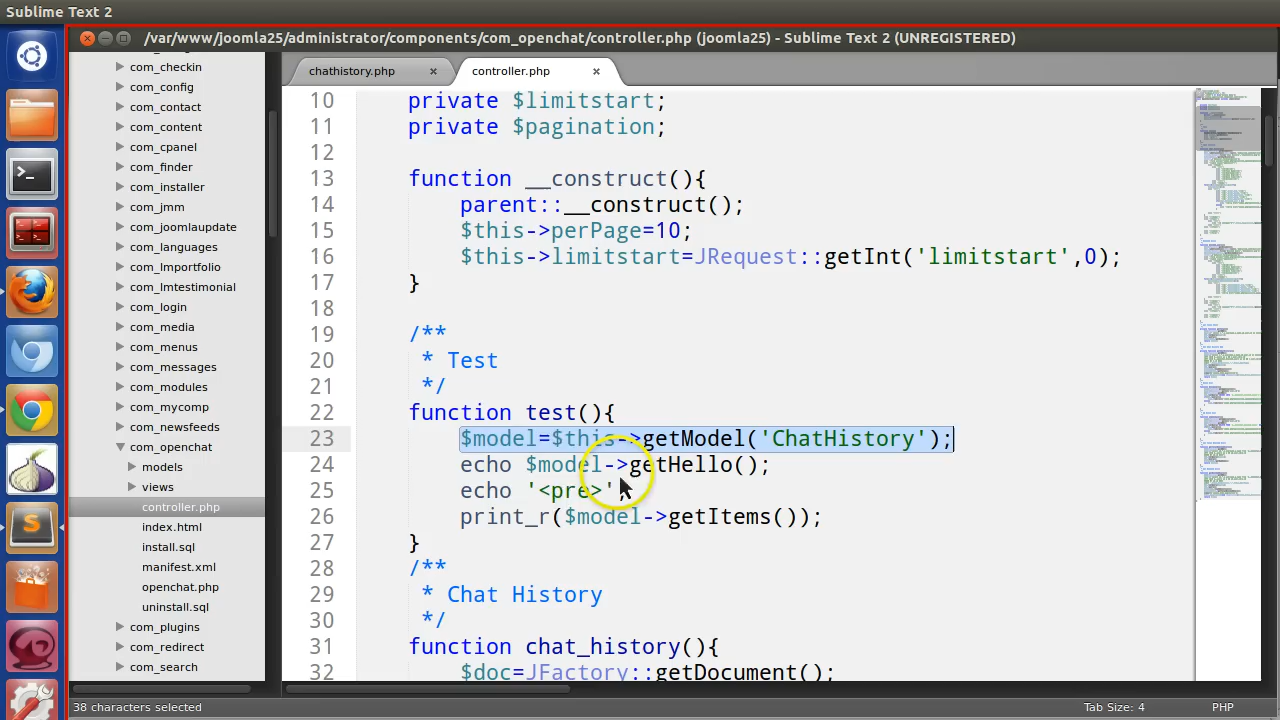 Sublime Text 2
/var/www/joomla25/administrator/components/com_openchat/controller.php (joomla25) - Sublime Text 2 (UNREGISTERED)
com_checkin
com_config
com_contact
com_content
com_cpanel
com_finder
com_installer
com_jmm
com_joomlaupdate
com_languages
com_lmportfolio
com_lmtestimonial
com_login
com_media
com_menus
com_messages
com_modules
com_mycomp
com_newsfeeds
com_openchat
models
views
controller.php
index.html
install.sql
manifest.xml
openchat.php
uninstall.sql
com_plugins
com_redirect
com_search
chathistory.php × controller.php ×
10 private $limitstart;
11 private $pagination;
12
13 function __construct(){
14 parent::__construct();
15 $this->perPage=10;
16 $this->limitstart=JRequest::getInt('limitstart',0);
17 }
18
19 /**
20 * Test
21 */
22 function test(){
23 $model=$this->getModel('ChatHistory');
24 echo $model->getHello();
25 echo '<pre>';
26 print_r($model->getItems());
27 }
28 /**
29 * Chat History
30 */
31 function chat_history(){
32 $doc=JFactory::getDocument();
38 characters selected
Tab Size: 4
PHP